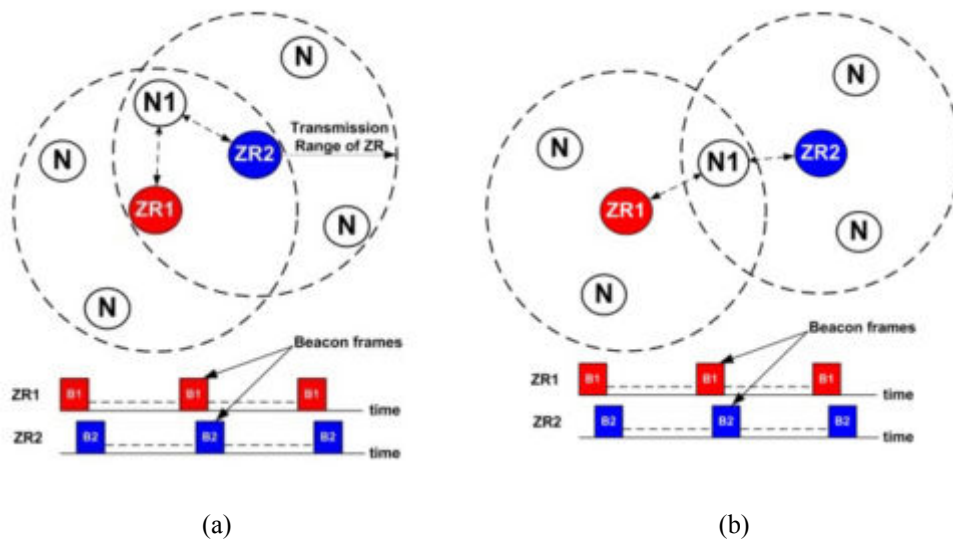 N
N1
N
ZR2
Transmission
Range of ZR
ZR1
N
N
Beacon frames
ZR1
B1
B1
B1
time
ZR2
B2
B2
B2
time
(a)
N
N
N1
ZR2
ZR1
N
N
Beacon frames
ZR1
B1
B1
B1
time
ZR2
B2
B2
B2
time
(b)